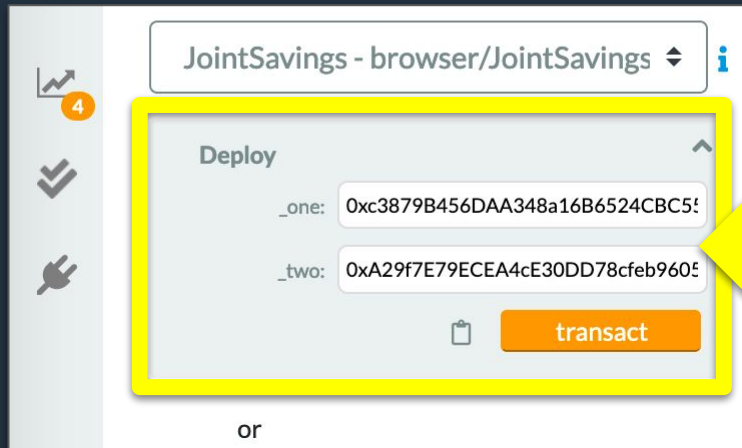 JointSavings - browser/JointSavings
4
Deploy
_one: 0xc3879B456DAA348a16B6524CBC55
_two: 0xA29f7E79ECEA4cE30DD78cfeb9605
transact
or